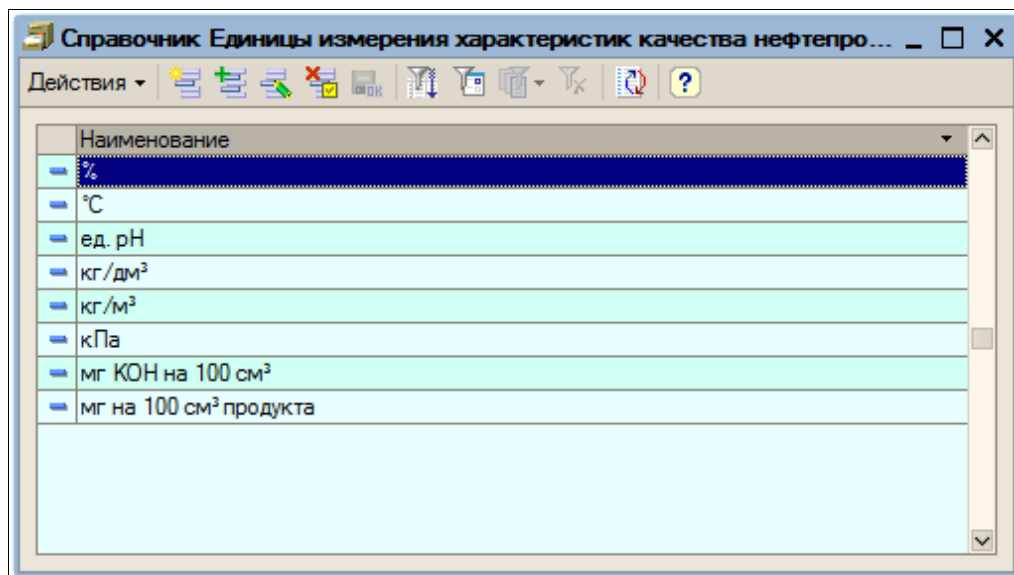 Справочник Единицы измерения характеристик качества нефтепро...
Действия
?
Наименование
%
°C
ед. pH
кг/дм³
кг/м³
кПа
мг КОН на 100 см³
мг на 100 см³ продукта